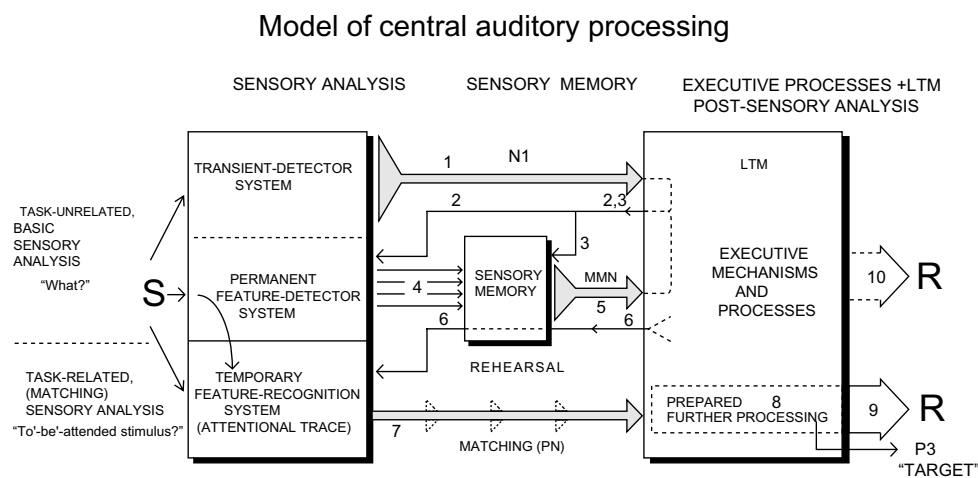 Model of central auditory processing
SENSORY ANALYSIS
SENSORY MEMORY
EXECUTIVE PROCESSES +LTM
POST-SENSORY ANALYSIS
TASK-UNRELATED,
BASIC
SENSORY
ANALYSIS
“What?”
S
TASK-RELATED,
(MATCHING)
SENSORY ANALYSIS
“To'-be'-attended stimulus?”
TRANSIENT-DETECTOR
SYSTEM
PERMANENT
FEATURE-DETECTOR
SYSTEM
TEMPORARY
FEATURE-RECOGNITION
SYSTEM
(ATTENTIONAL TRACE)
1
N1
2
2,3
3
4
SENSORY
MEMORY
MMN
5
6
6
REHEARSAL
7
MATCHING (PN)
LTM
EXECUTIVE
MECHANISMS
AND
PROCESSES
PREPARED
FURTHER PROCESSING
8
10
R
9
R
P3
“TARGET”